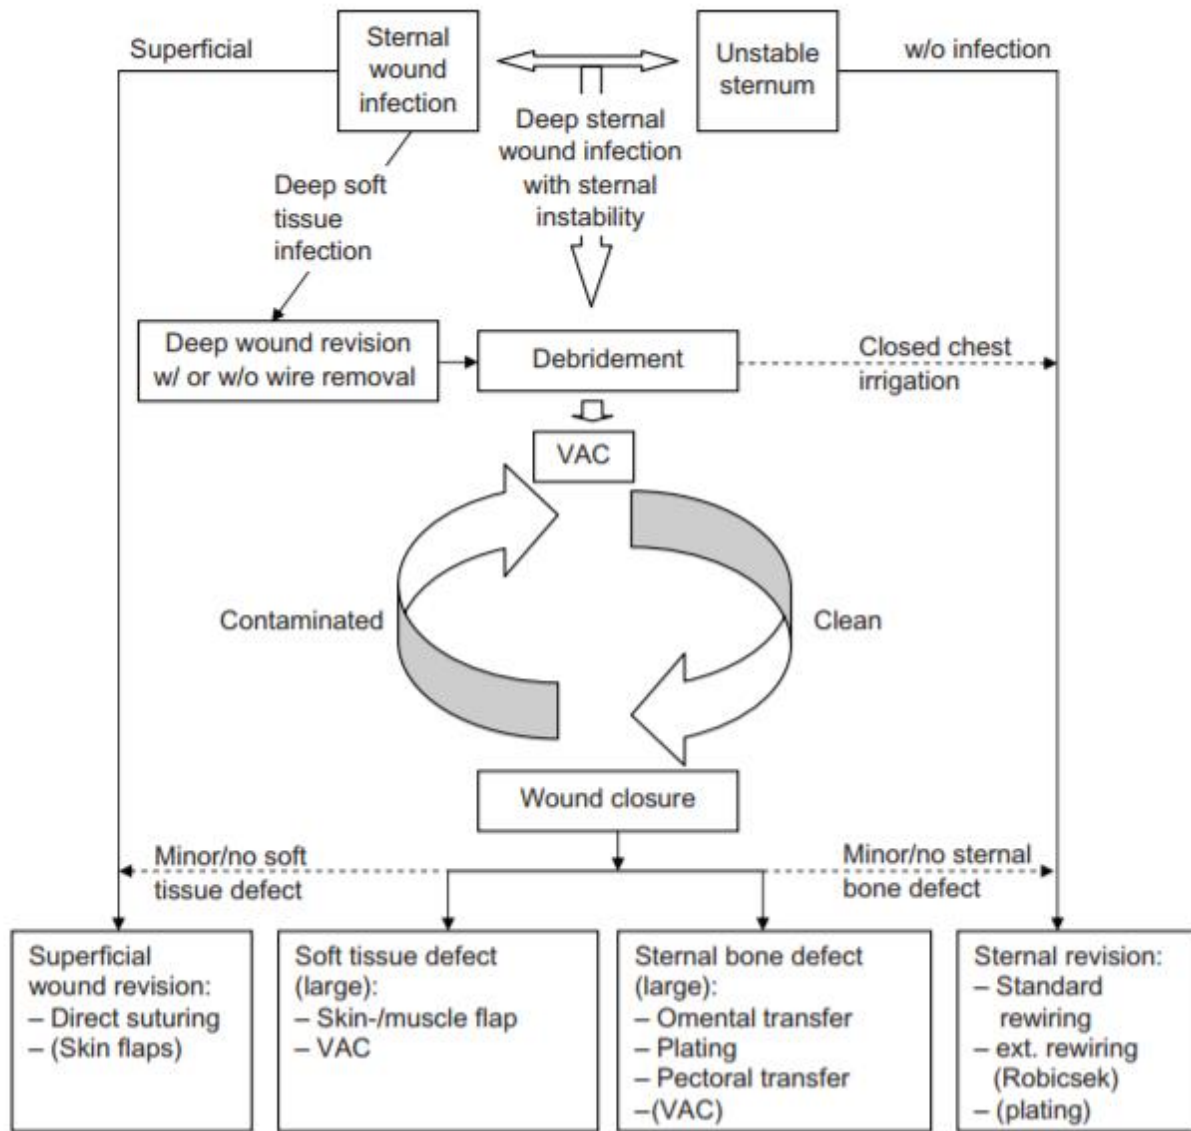 Superficial
Sternal
wound
infection
Unstable
sternum
w/o infection
Deep sternal
wound infection
with sternal
instability
Deep soft
tissue
infection
Deep wound revision
w/ or w/o wire removal
Debridement
Closed chest
irrigation
VAC
Contaminated
Clean
Wound closure
Minor/no soft
tissue defect
Minor/no sternal
bone defect
Superficial
wound revision:
– Direct suturing
– (Skin flaps)
Soft tissue defect
(large):
– Skin-/muscle flap
– VAC
Sternal bone defect
(large):
– Omental transfer
– Plating
– Pectoral transfer
–(VAC)
Sternal revision:
– Standard
rewiring
– ext. rewiring
(Robicsek)
– (plating)